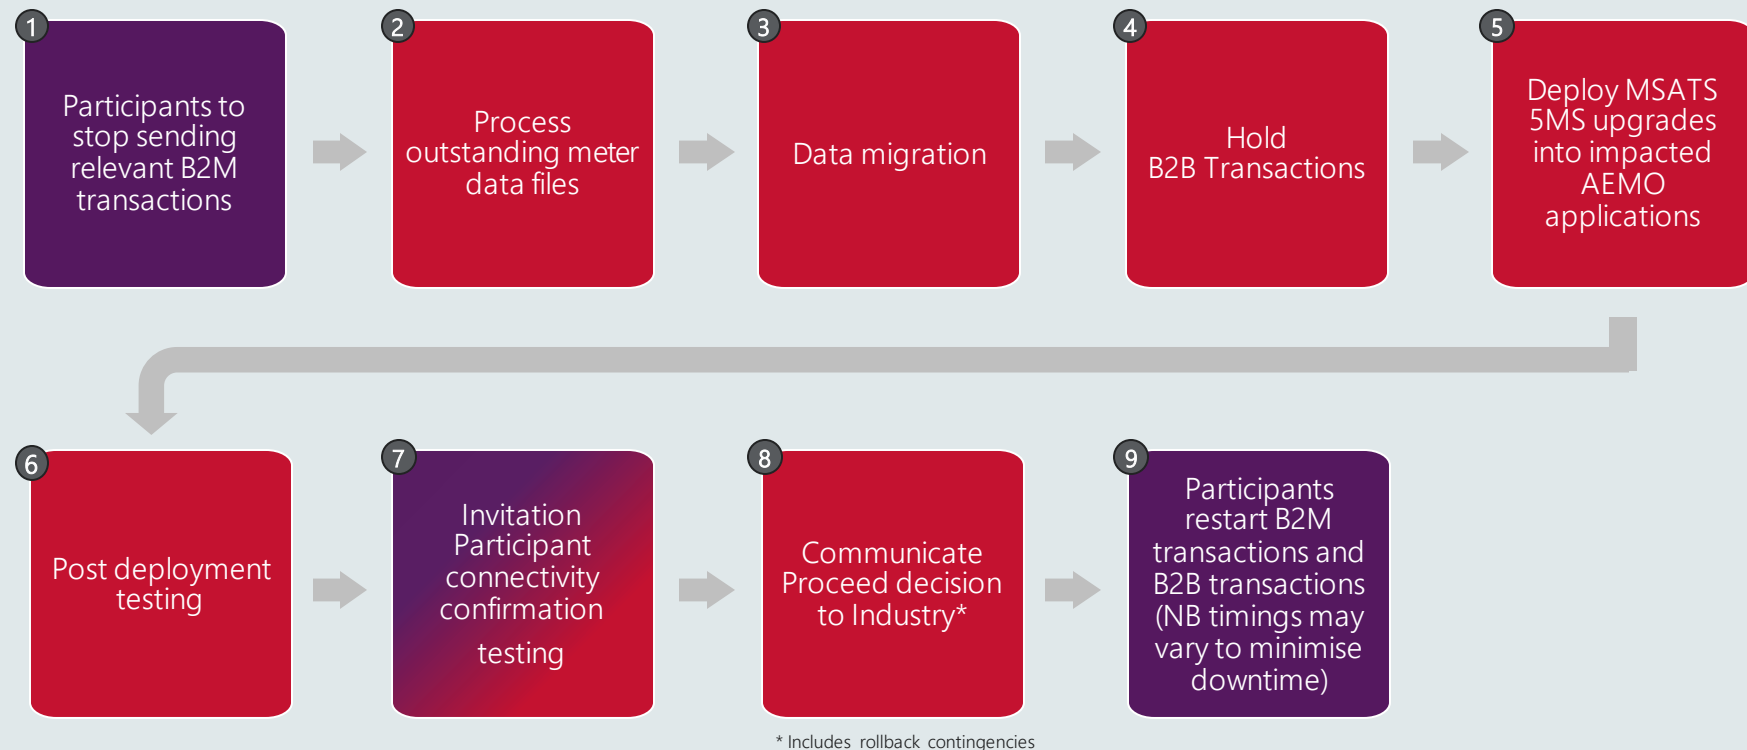 1
Participants to
stop sending
relevant B2M
transactions
2
Process
outstanding meter
data files
3
Data migration
4
Hold
B2B Transactions
5
Deploy MSATS
5MS upgrades
into impacted
AEMO
applications
6
Post deployment
testing
7
Invitation
Participant
connectivity
confirmation
testing
8
Communicate
Proceed decision
to Industry*
9
Participants
restart B2M
transactions and
B2B transactions
(NB timings may
vary to minimise
downtime)
* Includes rollback contingencies